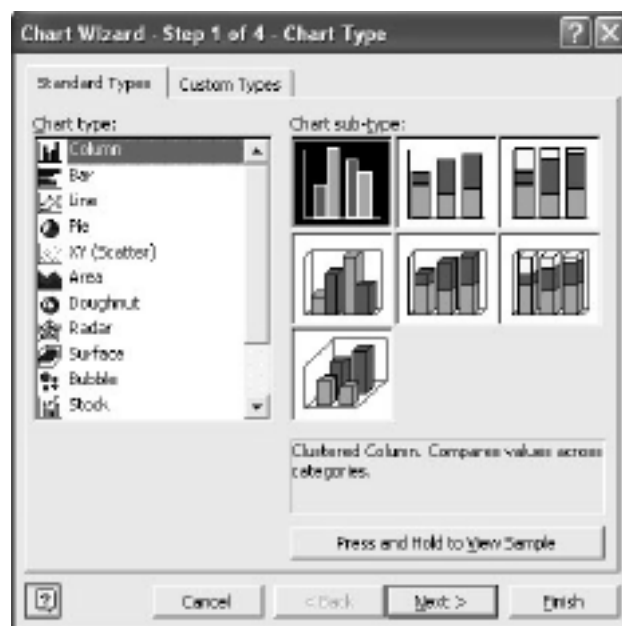 Chart Wizard - Step 1 of 4 - Chart Type
Standard Types Custom Types
Chart type:
Column
Bar
Line
Pie
XY (Scatter)
Area
Doughnut
Radar
Surface
Bubble
Stock
Chart sub-type:
Clustered Column. Compares values across
categories.
Press and Hold to View Sample
Cancel < Back Next > Finish